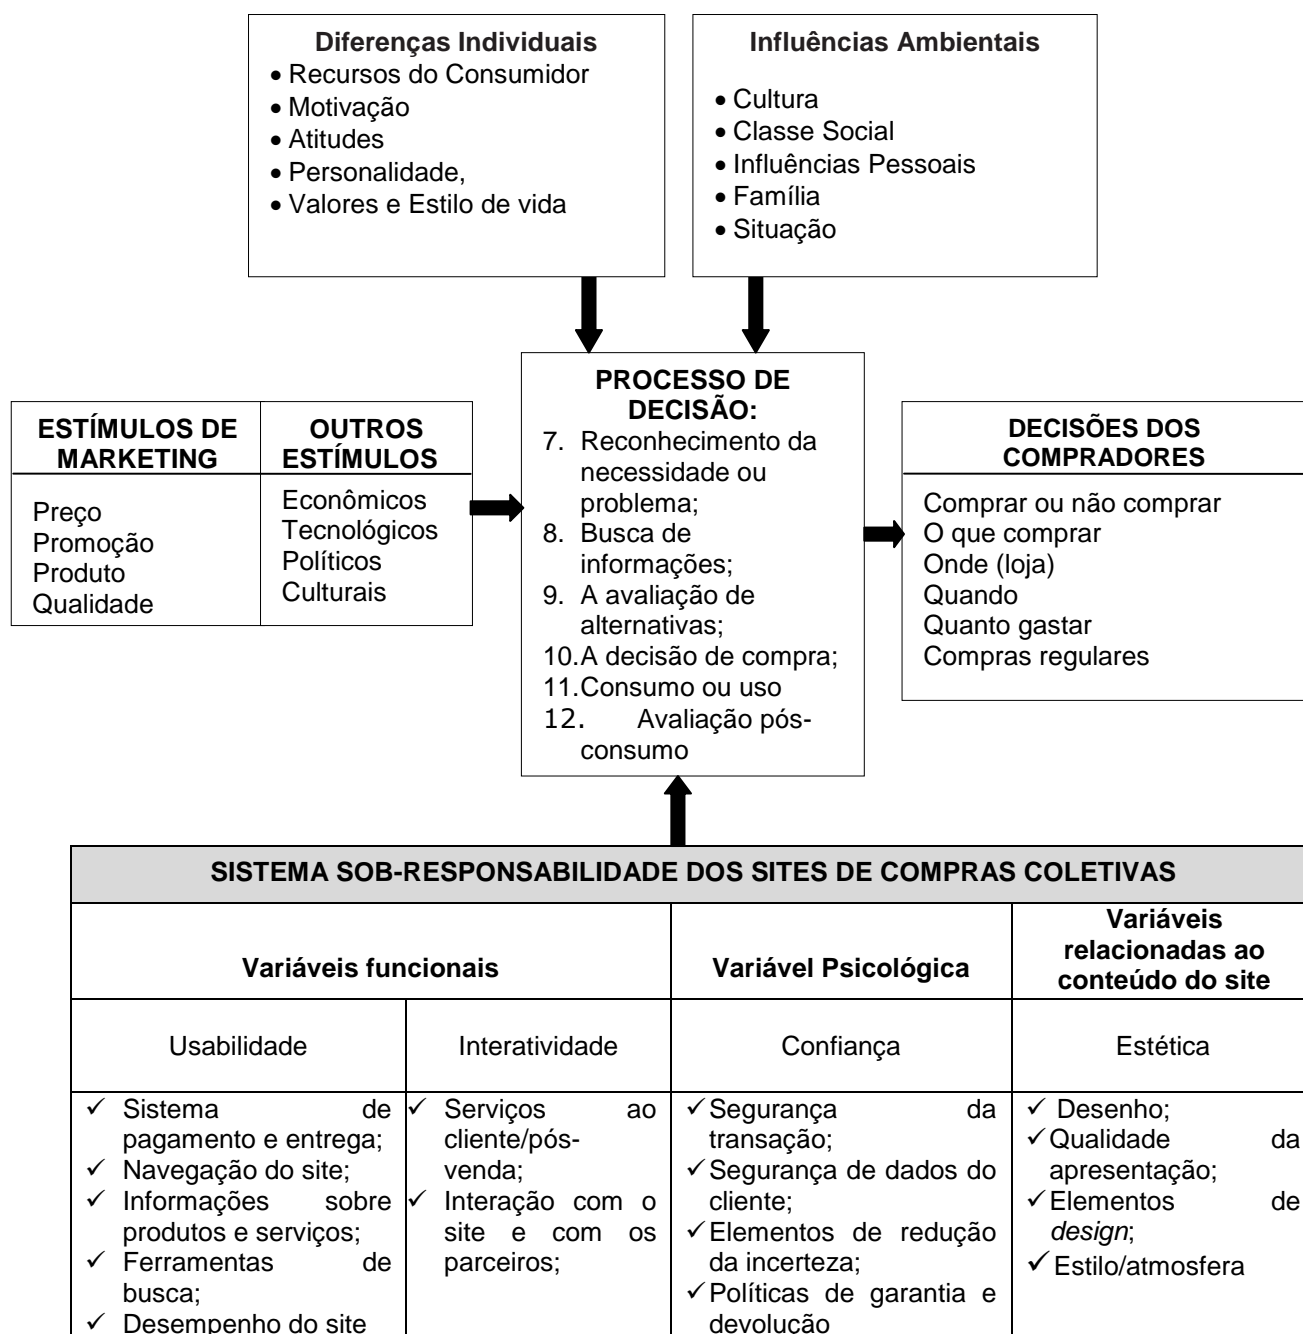 Diferenças Individuais
• Recursos do Consumidor
• Motivação
• Atitudes
• Personalidade,
• Valores e Estilo de vida
Influências Ambientais
• Cultura
• Classe Social
• Influências Pessoais
• Família
• Situação
ESTÍMULOS DE
MARKETING
Preço
Promoção
Produto
Qualidade
OUTROS
ESTÍMULOS
Econômicos
Tecnológicos
Políticos
Culturais
PROCESSO DE
DECISÃO:
7. Reconhecimento da
necessidade ou
problema;
8. Busca de
informações;
9. A avaliação de
alternativas;
10.A decisão de compra;
11.Consumo ou uso
12. Avaliação pós-
consumo
DECISÕES DOS
COMPRADORES
Comprar ou não comprar
O que comprar
Onde (loja)
Quando
Quanto gastar
Compras regulares
SISTEMA SOB-RESPONSABILIDADE DOS SITES DE COMPRAS COLETIVAS
Variáveis funcionais
Variável Psicológica
Variáveis
relacionadas ao
conteúdo do site
Usabilidade
Interatividade
Confiança
Estética
✓ Sistema de
pagamento e entrega;
✓ Navegação do site;
✓ Informações sobre
produtos e serviços;
✓ Ferramentas de
busca;
✓ Desempenho do site
✓ Serviços ao
cliente/pós-
venda;
✓ Interação com o
site e com os
parceiros;
✓ Segurança da
transação;
✓ Segurança de dados do
cliente;
✓ Elementos de redução
da incerteza;
✓ Políticas de garantia e
devolução
✓ Desenho;
✓ Qualidade da
apresentação;
✓ Elementos de
design;
✓ Estilo/atmosfera